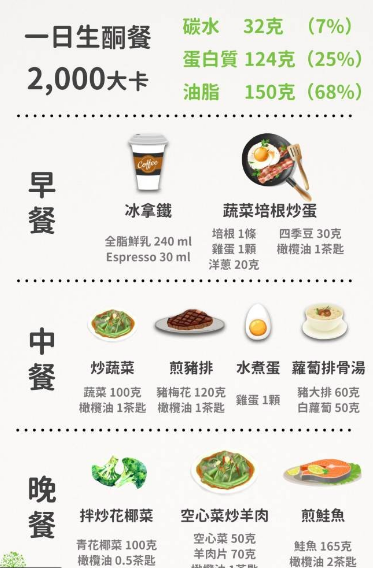 一日生酮餐
2,000大卡
碳水 32克 （7%）
蛋白質 124克（25%）
油脂 150克（68%）
早餐
Coffee
冰拿鐵
全脂鮮乳 240 ml
Espresso 30 ml
蔬菜培根炒蛋
培根 1條 四季豆 30克
雞蛋 1顆 橄欖油 1茶匙
洋蔥 20克
中餐
炒蔬菜
蔬菜 100克
橄欖油 1茶匙
煎豬排
豬梅花 120克
橄欖油 1茶匙
水煮蛋
雞蛋 1顆
蘿蔔排骨湯
豬大排 60克
白蘿蔔 50克
晚餐
拌炒花椰菜
青花椰菜 100克
橄欖油 0.5茶匙
空心菜炒羊肉
空心菜 50克
羊肉片 70克
橄欖油 1茶匙
煎鮭魚
鮭魚 165克
橄欖油 2茶匙